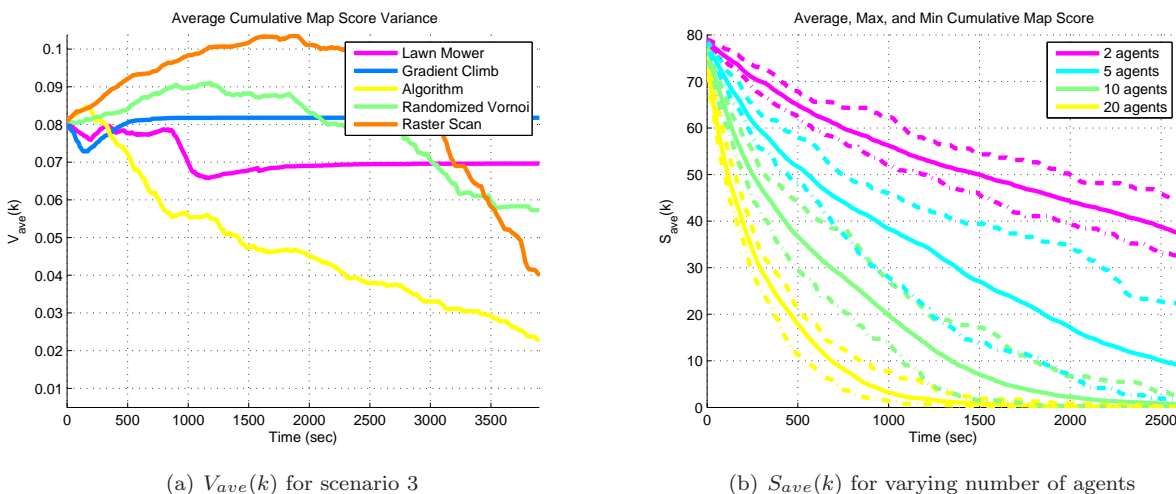 Average Cumulative Map Score Variance
0.1
0.09
0.08
0.07
0.06
0.05
0.04
0.03
0.02
0.01
V_ave(k)
0 500 1000 1500 2000 2500 3000 3500
Time (sec)
Lawn Mower
Gradient Climb
Algorithm
Randomized Vornoi
Raster Scan
(a) V_ave(k) for scenario 3
Average, Max, and Min Cumulative Map Score
80
70
60
50
40
30
20
10
0
S_ave(k)
0 500 1000 1500 2000 2500
Time (sec)
2 agents
5 agents
10 agents
20 agents
(b) S_ave(k) for varying number of agents